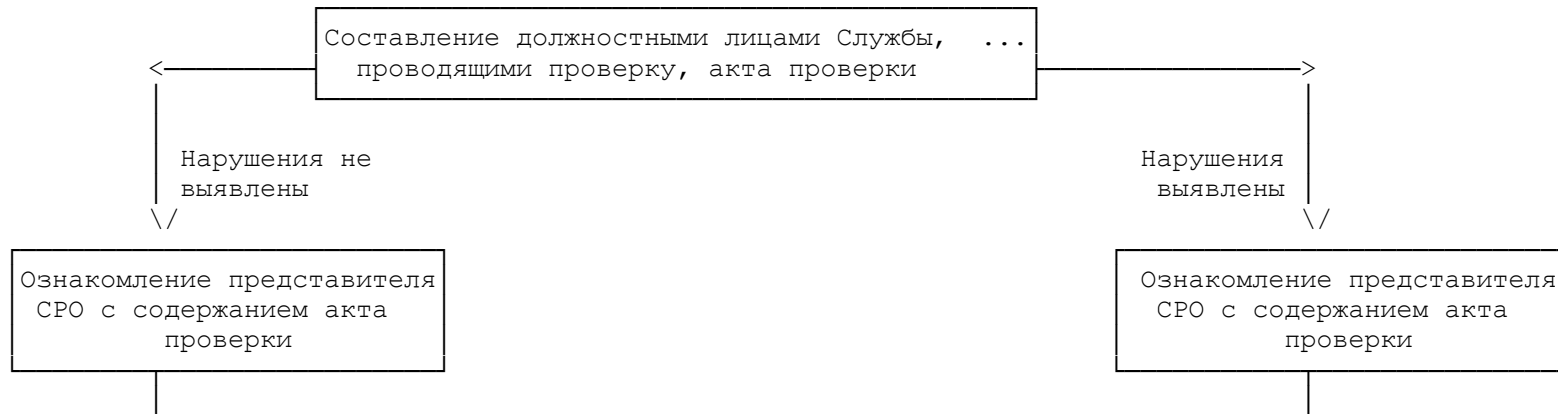 Составление должностными лицами Службы, ...
проводящими проверку, акта проверки
Нарушения не
выявлены
Нарушения
выявлены
Ознакомление представителя
СРО с содержанием акта
проверки
Ознакомление представителя
СРО с содержанием акта
проверки